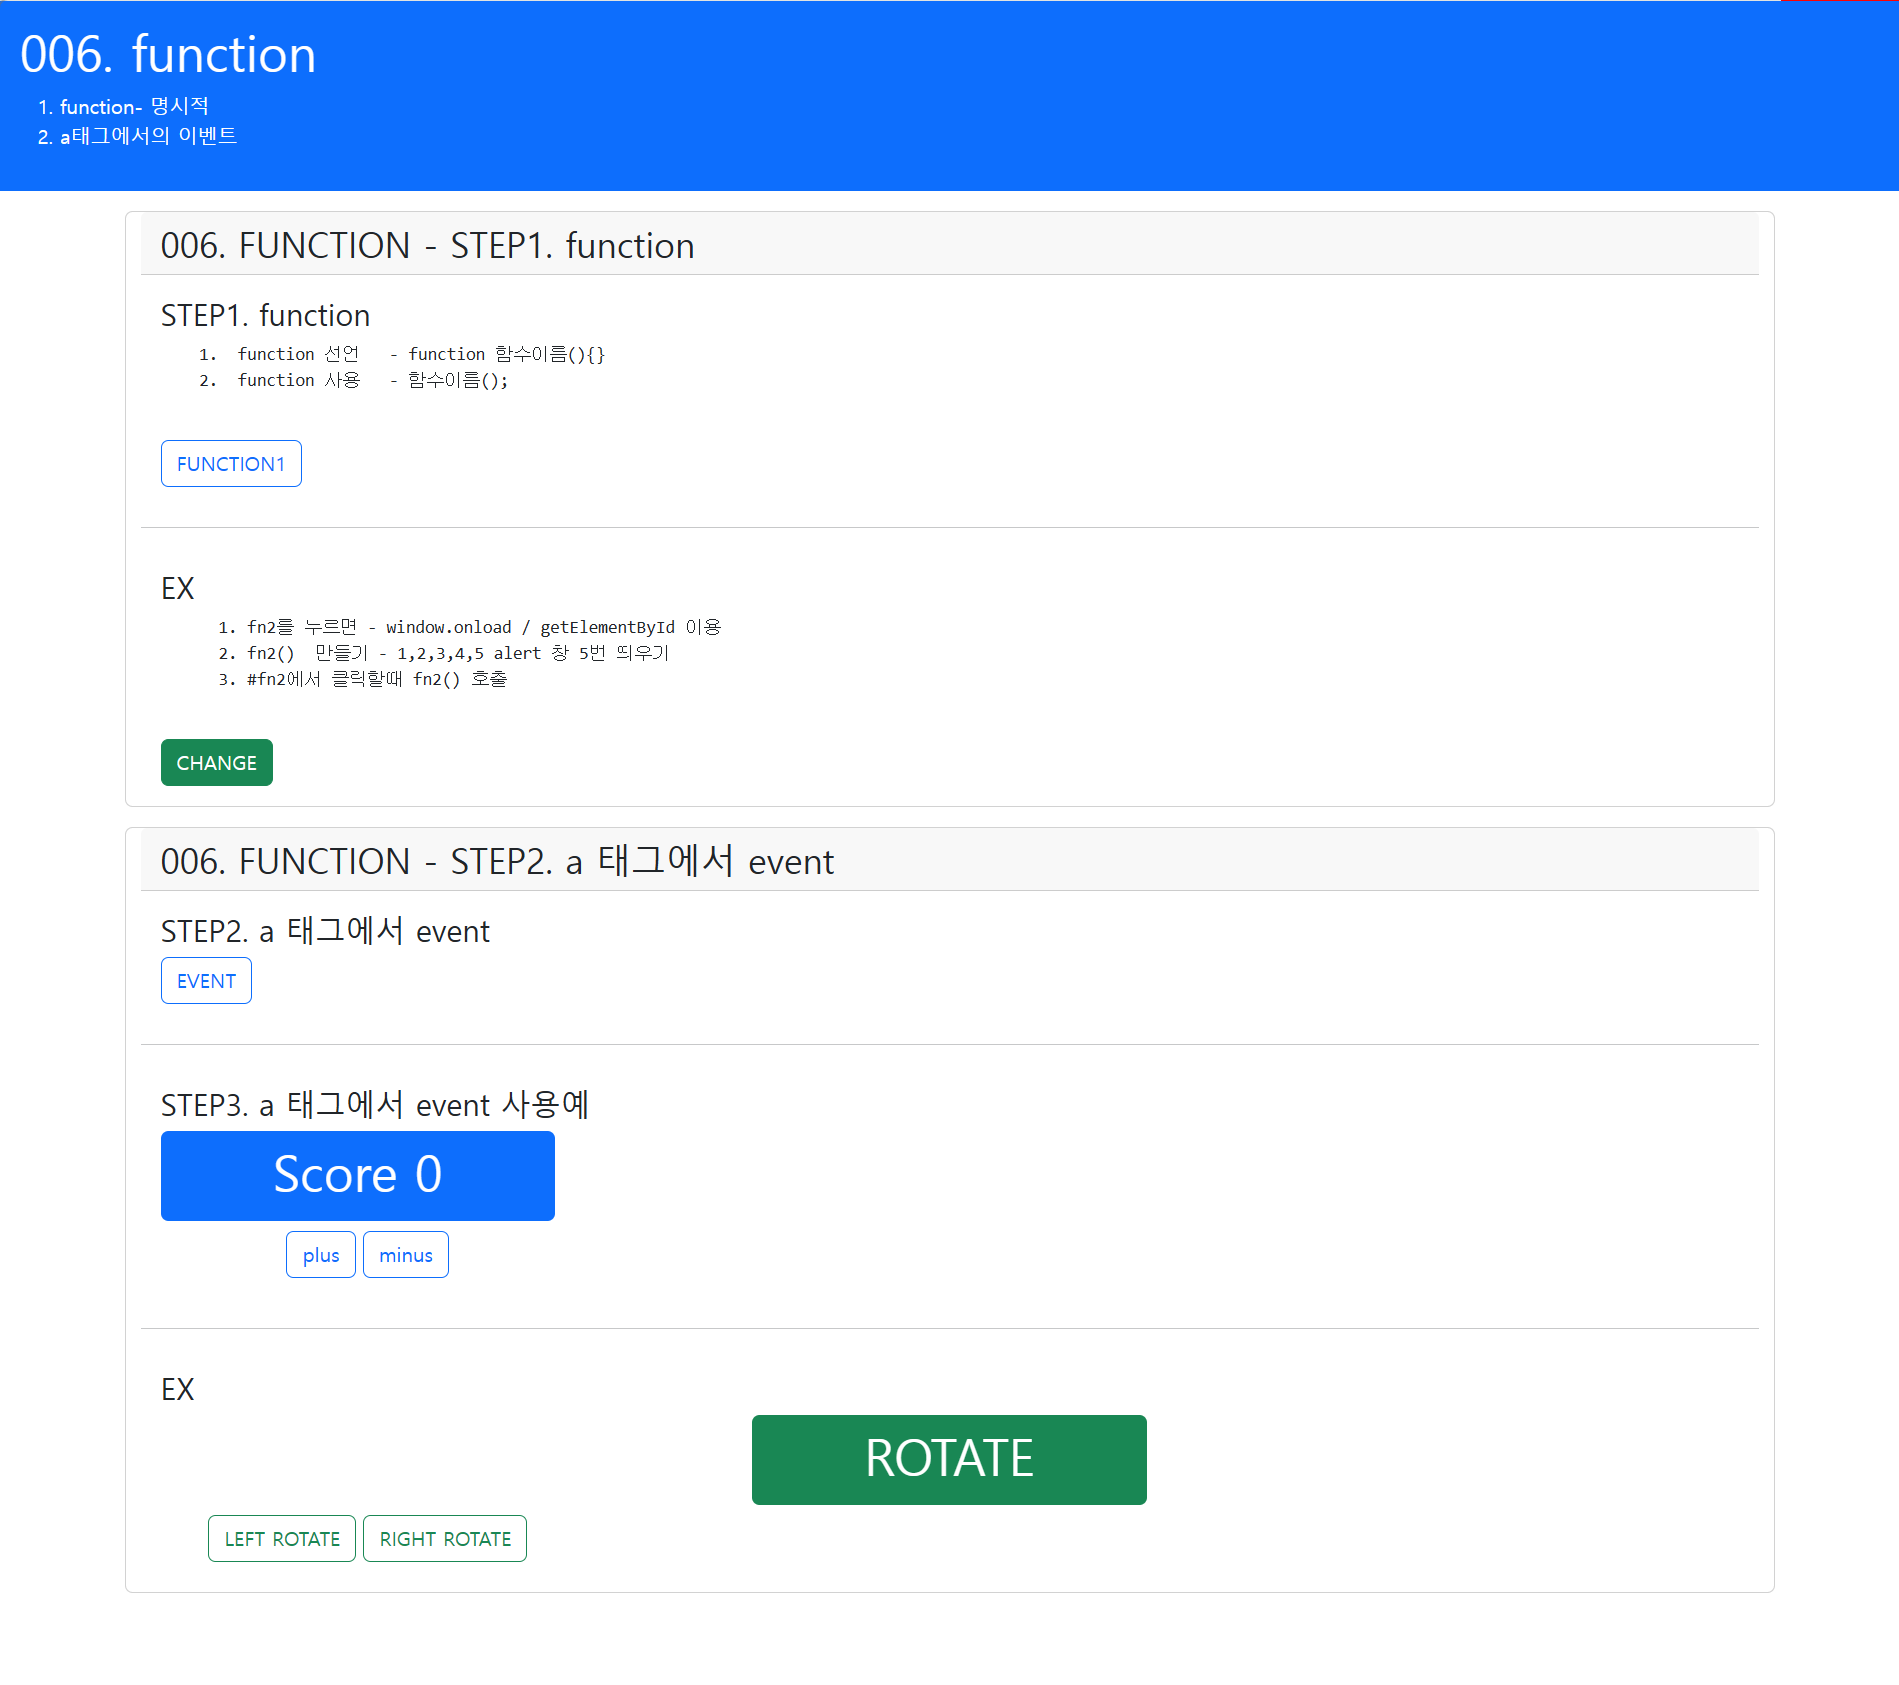 006. function
1. function- 명시적
2. a태그에서의 이벤트
006. FUNCTION - STEP1. function
STEP1. function
1. function 선언 - function 함수이름(){}
2. function 사용 - 함수이름();
FUNCTION1
EX
1. fn2를 누르면 - window.onload / getElementById 이용
2. fn2() 만들기 - 1,2,3,4,5 alert 창 5번 띄우기
3. #fn2에서 클릭할때 fn2() 호출
CHANGE
006. FUNCTION - STEP2. a 태그에서 event
STEP2. a 태그에서 event
EVENT
STEP3. a 태그에서 event 사용예
Score 0
plus minus
EX
ROTATE
LEFT ROTATE RIGHT ROTATE